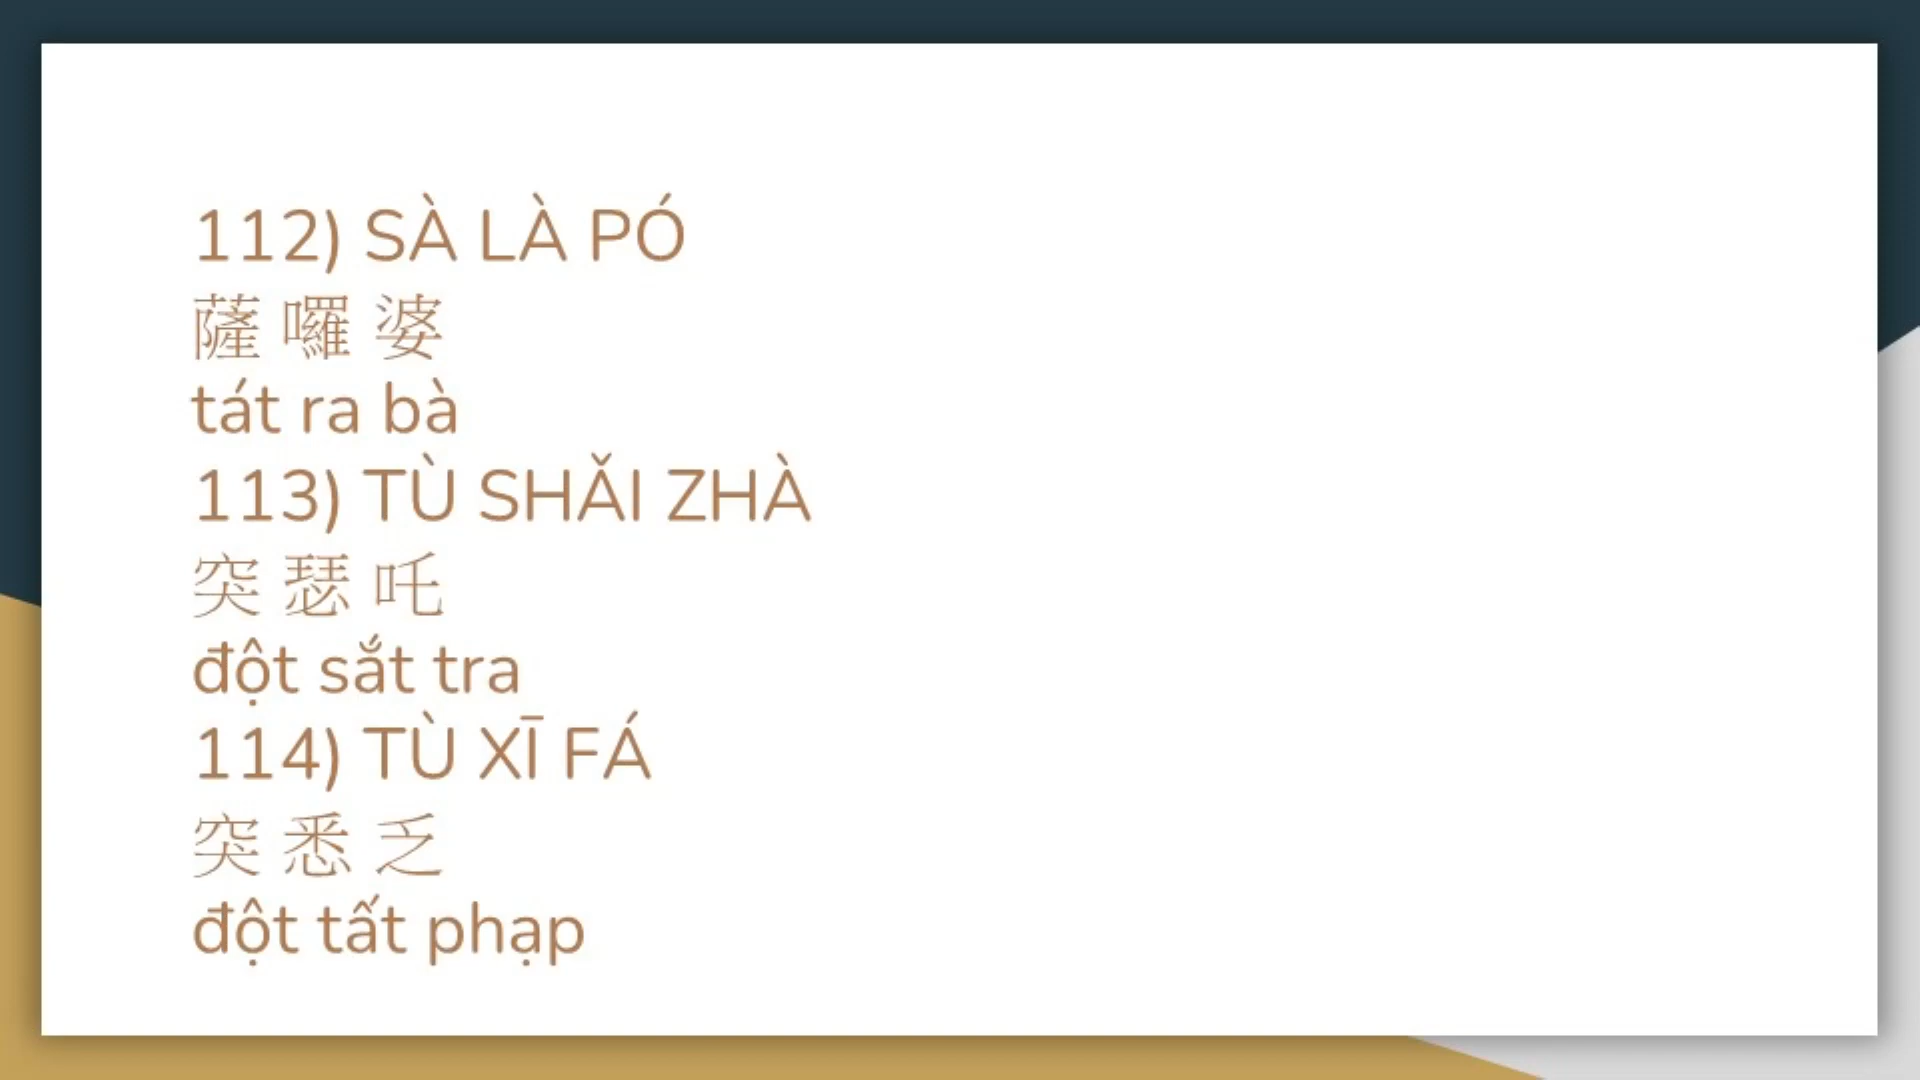 112) SÀ LÀ PÓ
薩 囉 婆
tát ra bà
113) TÙ SHǍI ZHÀ
突 瑟 吒
đột sắt tra
114) TÙ XĪ FÁ
突 悉 乏
đột tất phạp